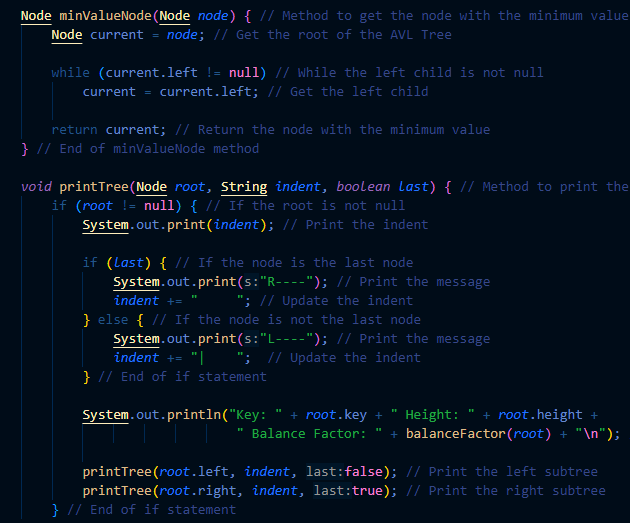 Node minValueNode(Node node) { // Method to get the node with the minimum value
Node current = node; // Get the root of the AVL Tree
while (current.left != null) // While the left child is not null
current = current.left; // Get the left child
return current; // Return the node with the minimum value
} // End of minValueNode method
void printTree(Node root, String indent, boolean last) { // Method to print the
if (root != null) { // If the root is not null
System.out.print(indent); // Print the indent
if (last) { // If the node is the last node
System.out.print(s:"R----"); // Print the message
indent += "     "; // Update the indent
} else { // If the node is not the last node
System.out.print(s:"L----"); // Print the message
indent += "|    ";  // Update the indent
} // End of if statement
System.out.println("Key: " + root.key + " Height: " + root.height +
" Balance Factor: " + balanceFactor(root) + "\n");
printTree(root.left, indent, last:false); // Print the left subtree
printTree(root.right, indent, last:true); // Print the right subtree
} // End of if statement